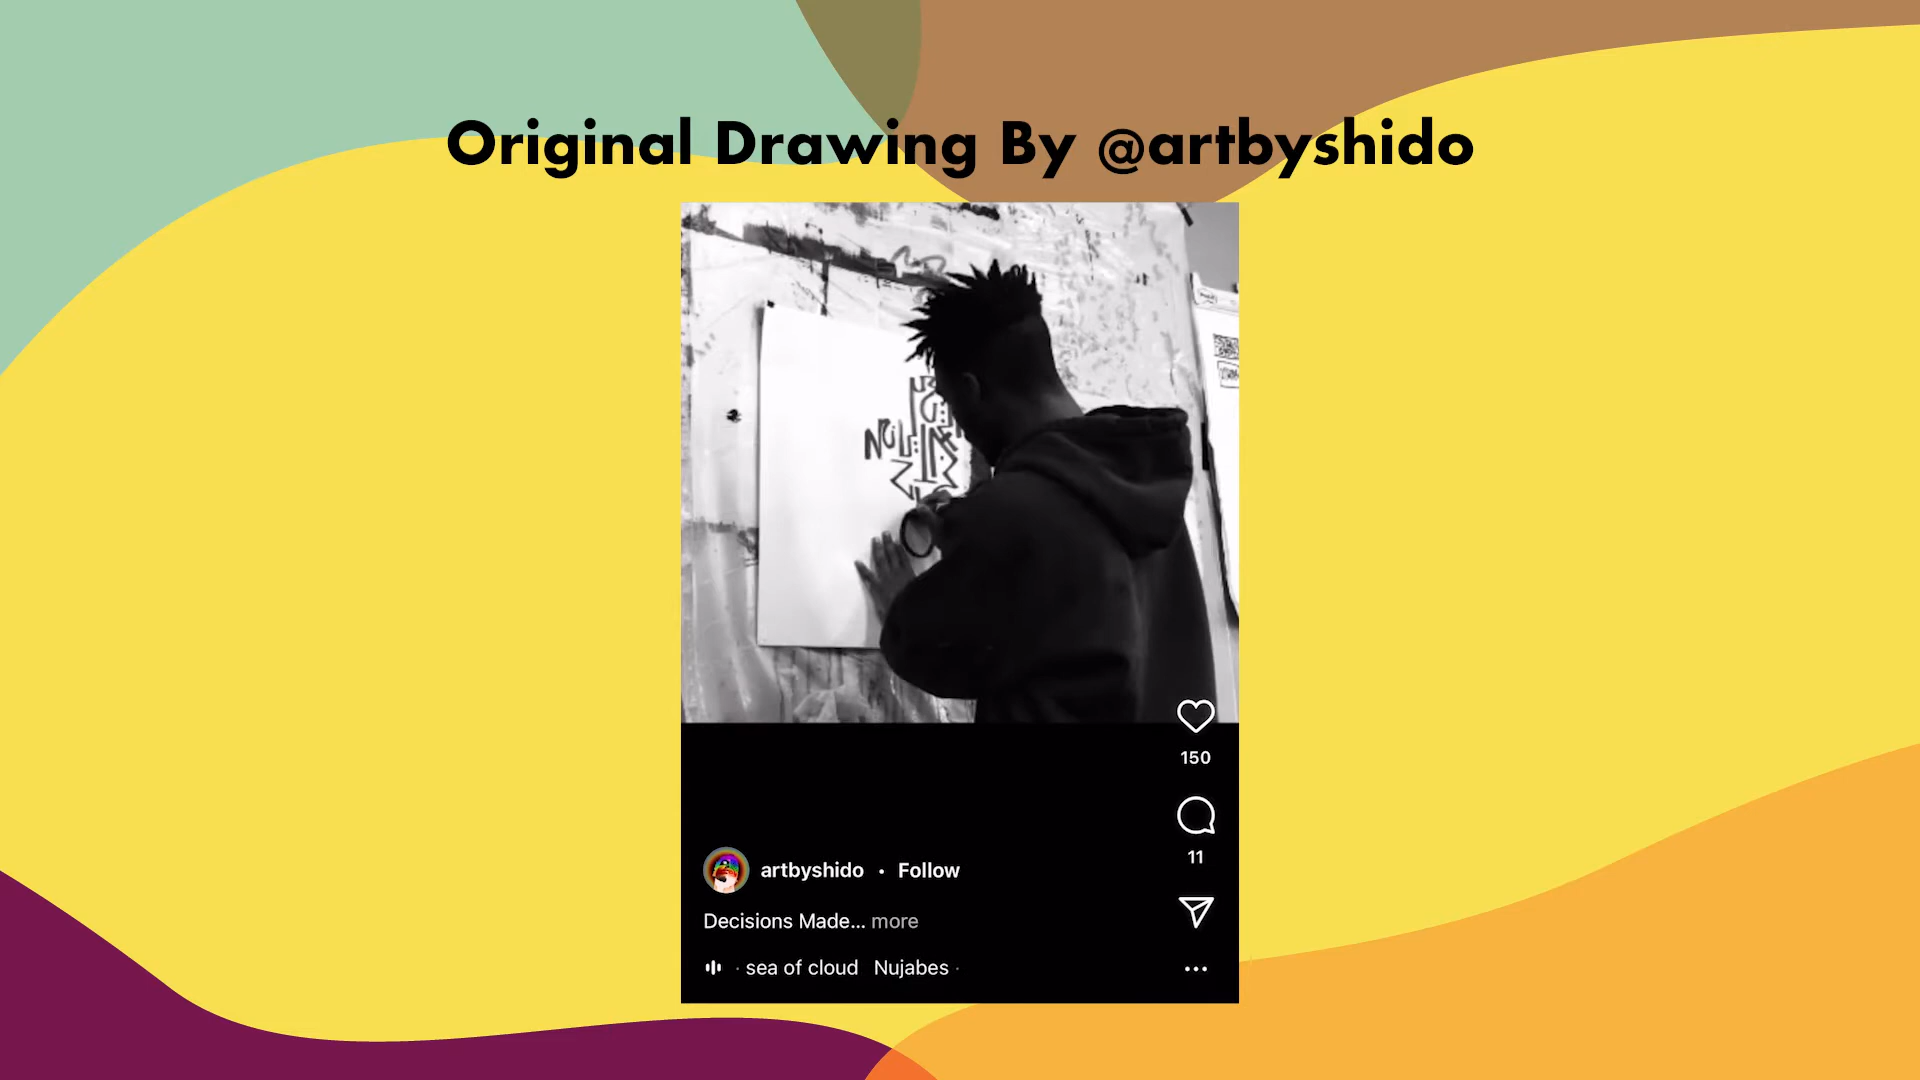 Original Drawing By @artbyshido
150
11
artbyshido • Follow
Decisions Made... more
· sea of cloud Nujabes ·